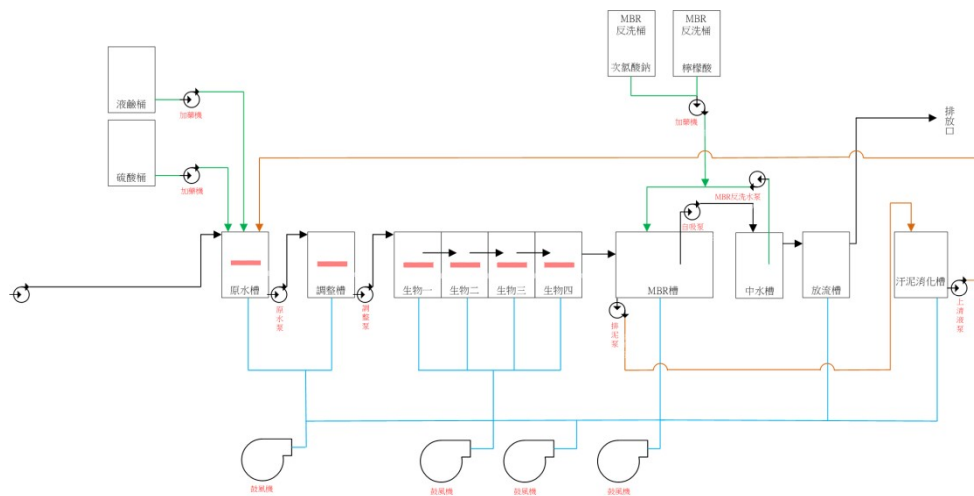 MBR
反洗桶
次氯酸鈉
MBR
反洗桶
檸檬酸
液鹼桶
加藥機
硫酸桶
加藥機
加藥機
排放口
MBR反洗水泵
自吸泵
原水槽
原水泵
調整槽
調整泵
生物一
生物二
生物三
生物四
MBR槽
排泥泵
中水槽
放流槽
汙泥消化槽
上清液泵
鼓風機
鼓風機
鼓風機
鼓風機